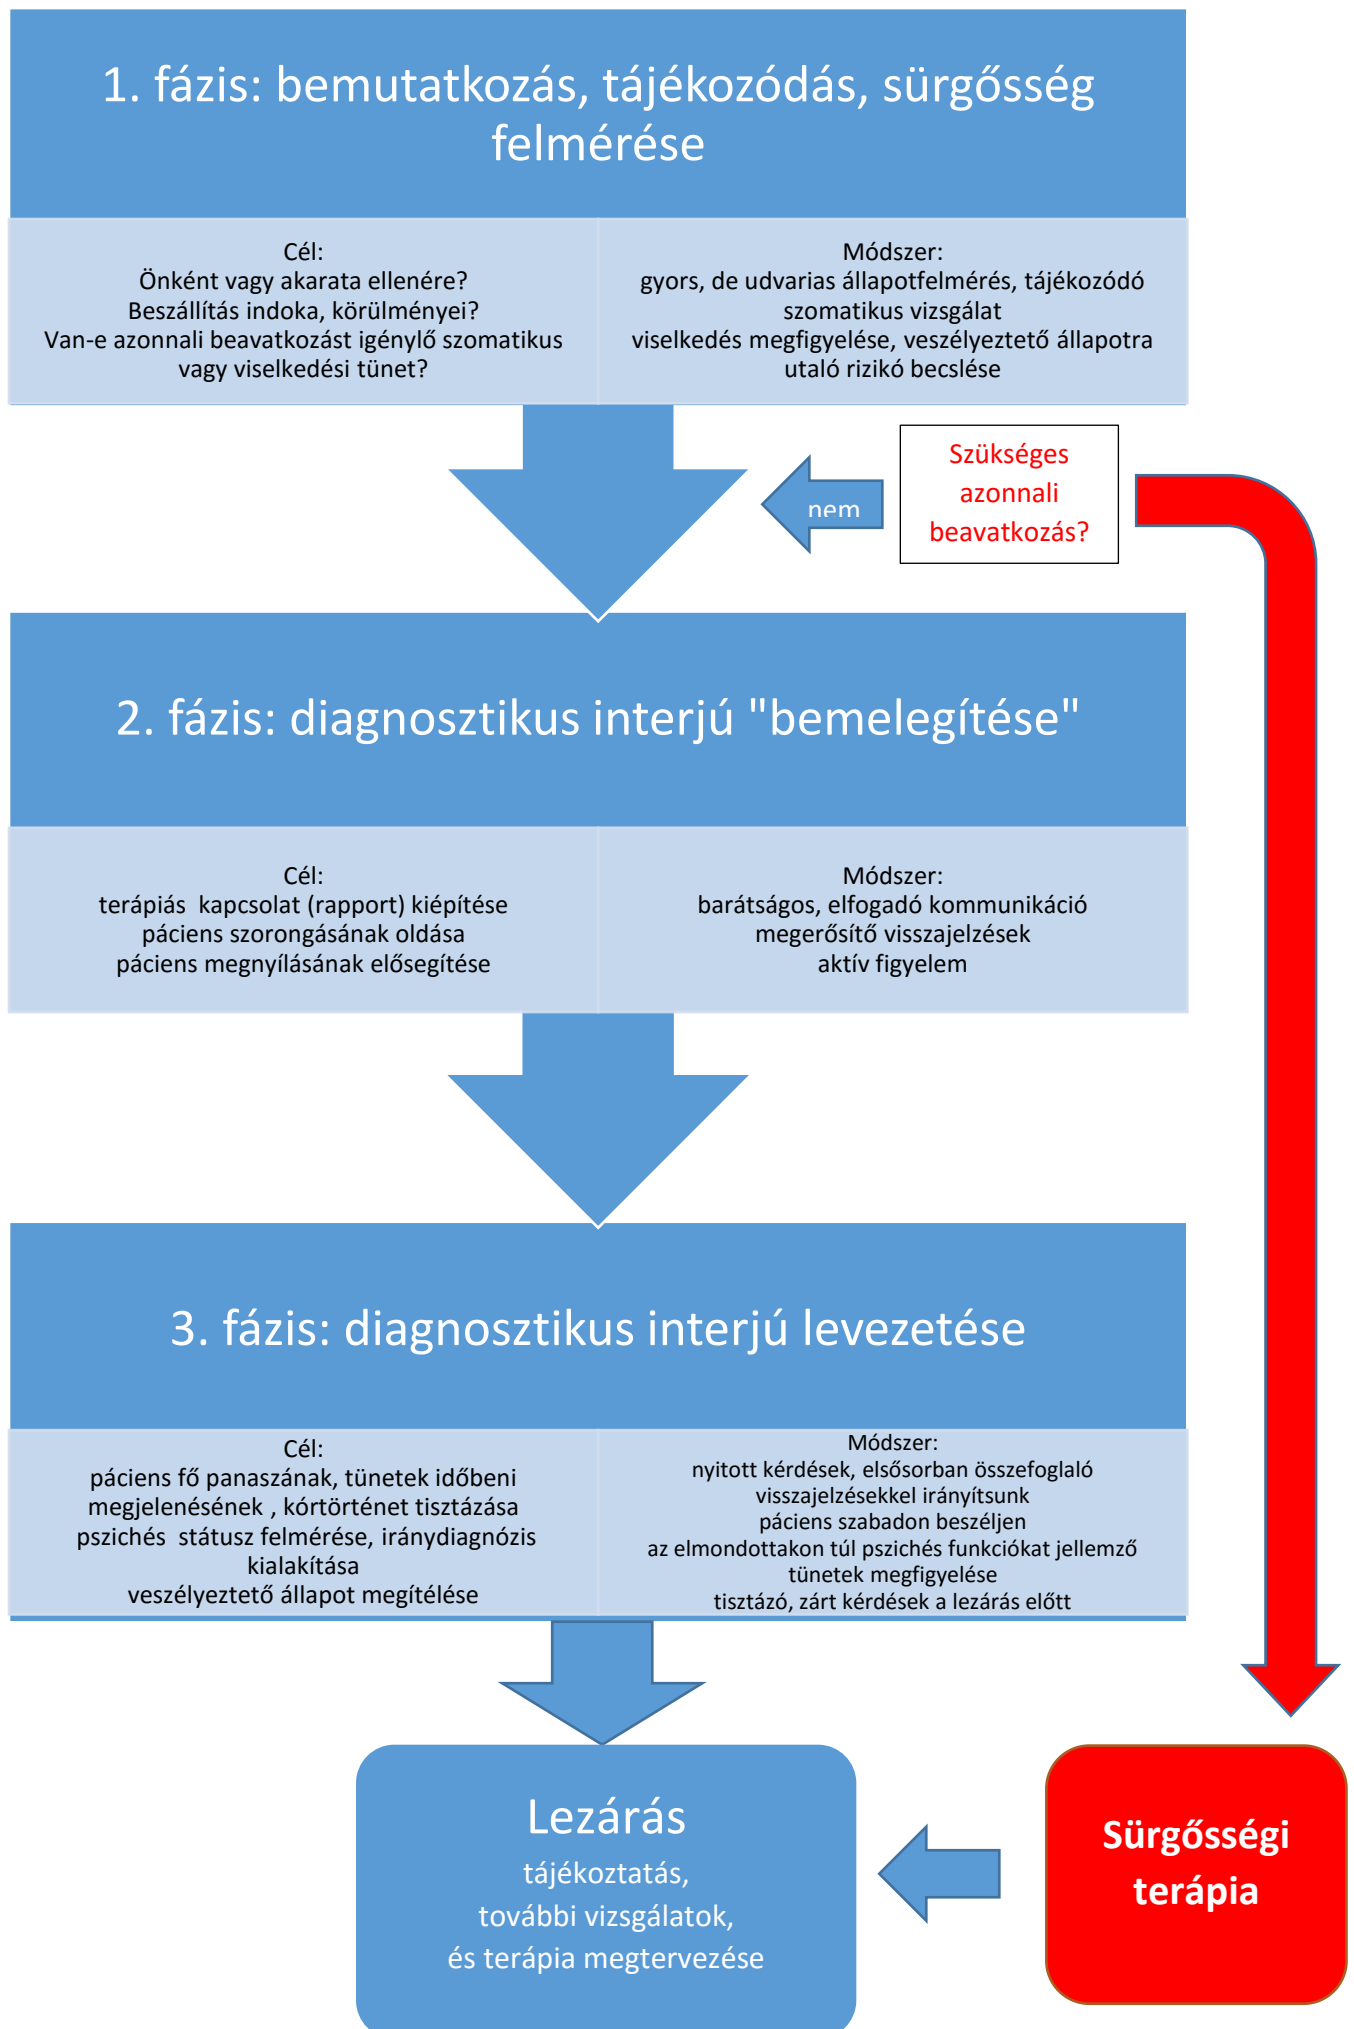 1. fázis: bemutatkozás, tájékozódás, sürgősség
felmérése
Cél:
Önként vagy akarata ellenére?
Beszállítás indoka, körülményei?
Van-e azonnali beavatkozást igénylő szomatikus
vagy viselkedési tünet?
Módszer:
gyors, de udvarias állapotfelmérés, tájékozódó
szomatikus vizsgálat
viselkedés megfigyelése, veszélyeztető állapotra
utaló rizikó becslése
Szükséges
azonnali
beavatkozás?
nem
2. fázis: diagnosztikus interjú "bemelegítése"
Cél:
terápiás kapcsolat (rapport) kiépítése
páciens szorongásának oldása
páciens megnyílásának elősegítése
Módszer:
barátságos, elfogadó kommunikáció
megerősítő visszajelzések
aktív figyelem
3. fázis: diagnosztikus interjú levezetése
Cél:
páciens fő panaszának, tünetek időbeni
megjelenésének , kórtörténet tisztázása
pszichés státusz felmérése, iránydiagnózis
kialakítása
veszélyeztető állapot megítélése
Módszer:
nyitott kérdések, elsősorban összefoglaló
visszajelzésekkel irányítsunk
páciens szabadon beszéljen
az elmondottakon túl pszichés funkciókat jellemző
tünetek megfigyelése
tisztázó, zárt kérdések a lezárás előtt
Lezárás
tájékoztatás,
további vizsgálatok,
és terápia megtervezése
Sürgősségi
terápia